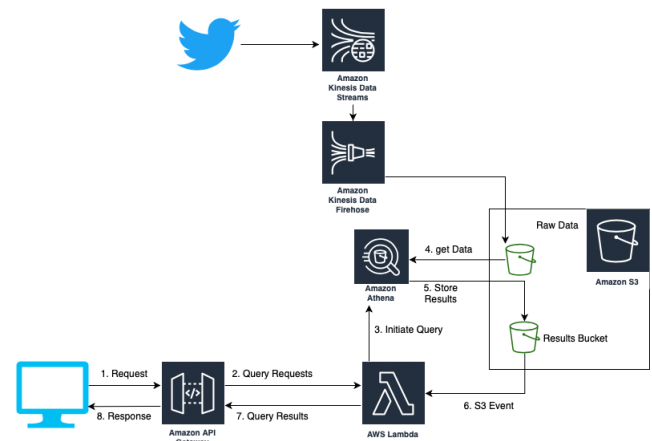 Amazon
Kinesis Data
Streams
Amazon
Kinesis Data
Firehose
Raw Data
4. get Data
Amazon S3
Amazon
Athena
5. Store
Results
3. Initiate Query
Results Bucket
1. Request
2. Query Requests
</>
8. Response
7. Query Results
6. S3 Event
Amazon API
Gateway
AWS Lambda